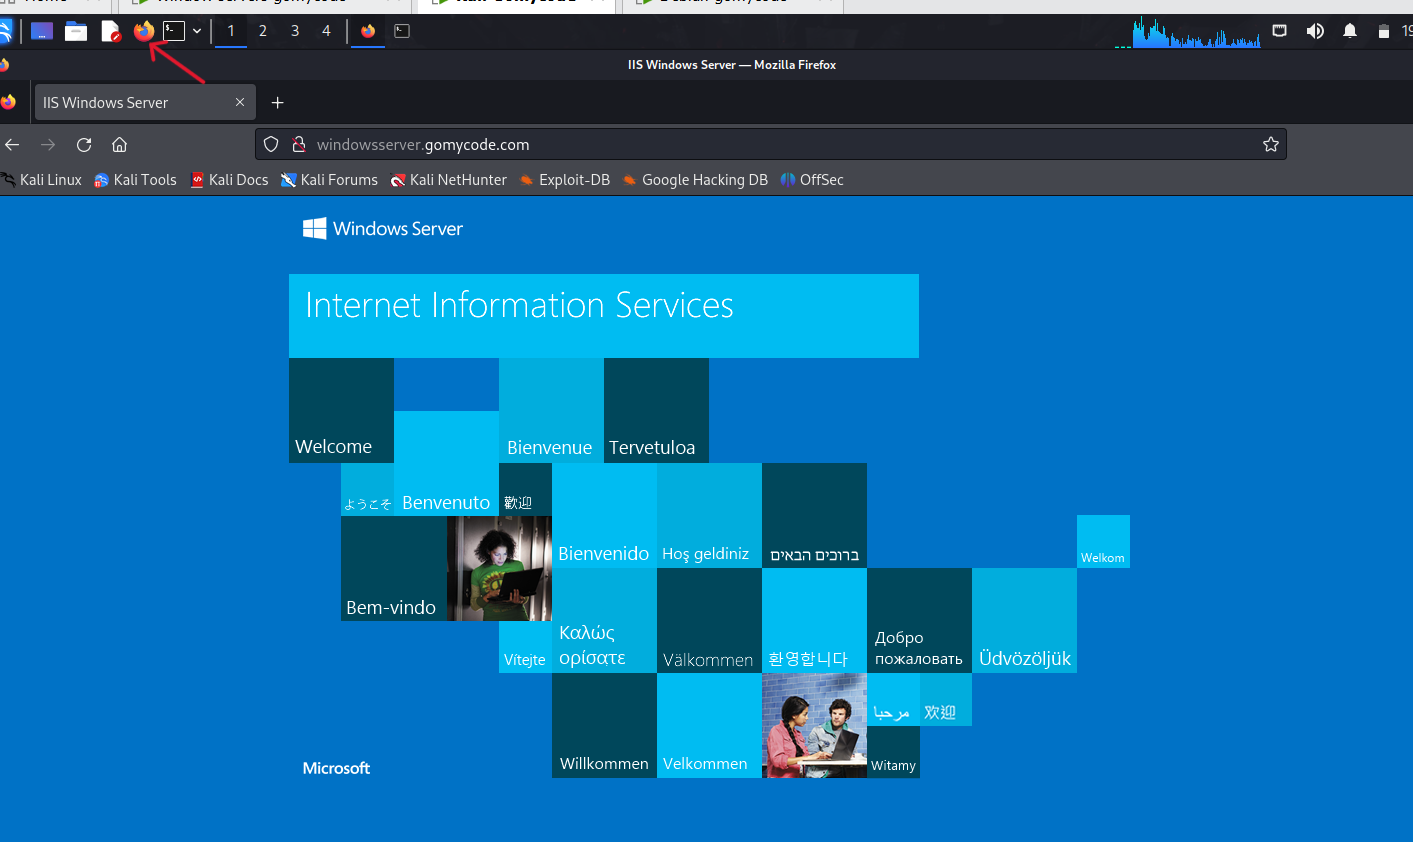 1 2 3 4
IIS Windows Server — Mozilla Firefox
IIS Windows Server
windowsserver.gomycode.com
Kali Linux Kali Tools Kali Docs Kali Forums Kali NetHunter Exploit-DB Google Hacking DB OffSec
Windows Server
Internet Information Services
Welcome
Bienvenue
Tervetuloa
ようこそ
Benvenuto
歡迎
Bienvenido
Hoş geldiniz
ברוכים הבאים
Welkom
Bem-vindo
Vítejte
Καλώς
ορίσατε
Välkommen
환영합니다
Добро
пожаловать
Üdvözöljük
مرحبا
欢迎
Willkommen
Velkommen
Witamy
Microsoft